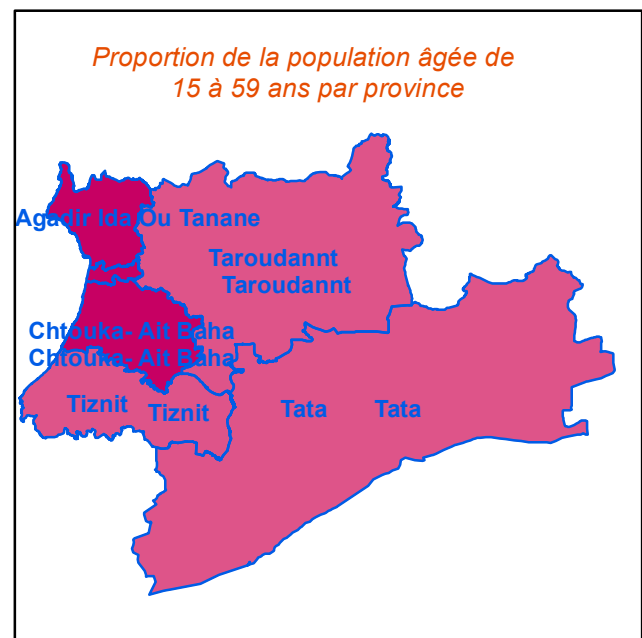 Proportion de la population âgée de
15 à 59 ans par province
Agadir Ida Ou Tanane
Taroudannt
Taroudannt
Chtouka- Ait Baha
Chtouka- Ait Baha
Tiznit
Tiznit
Tata
Tata